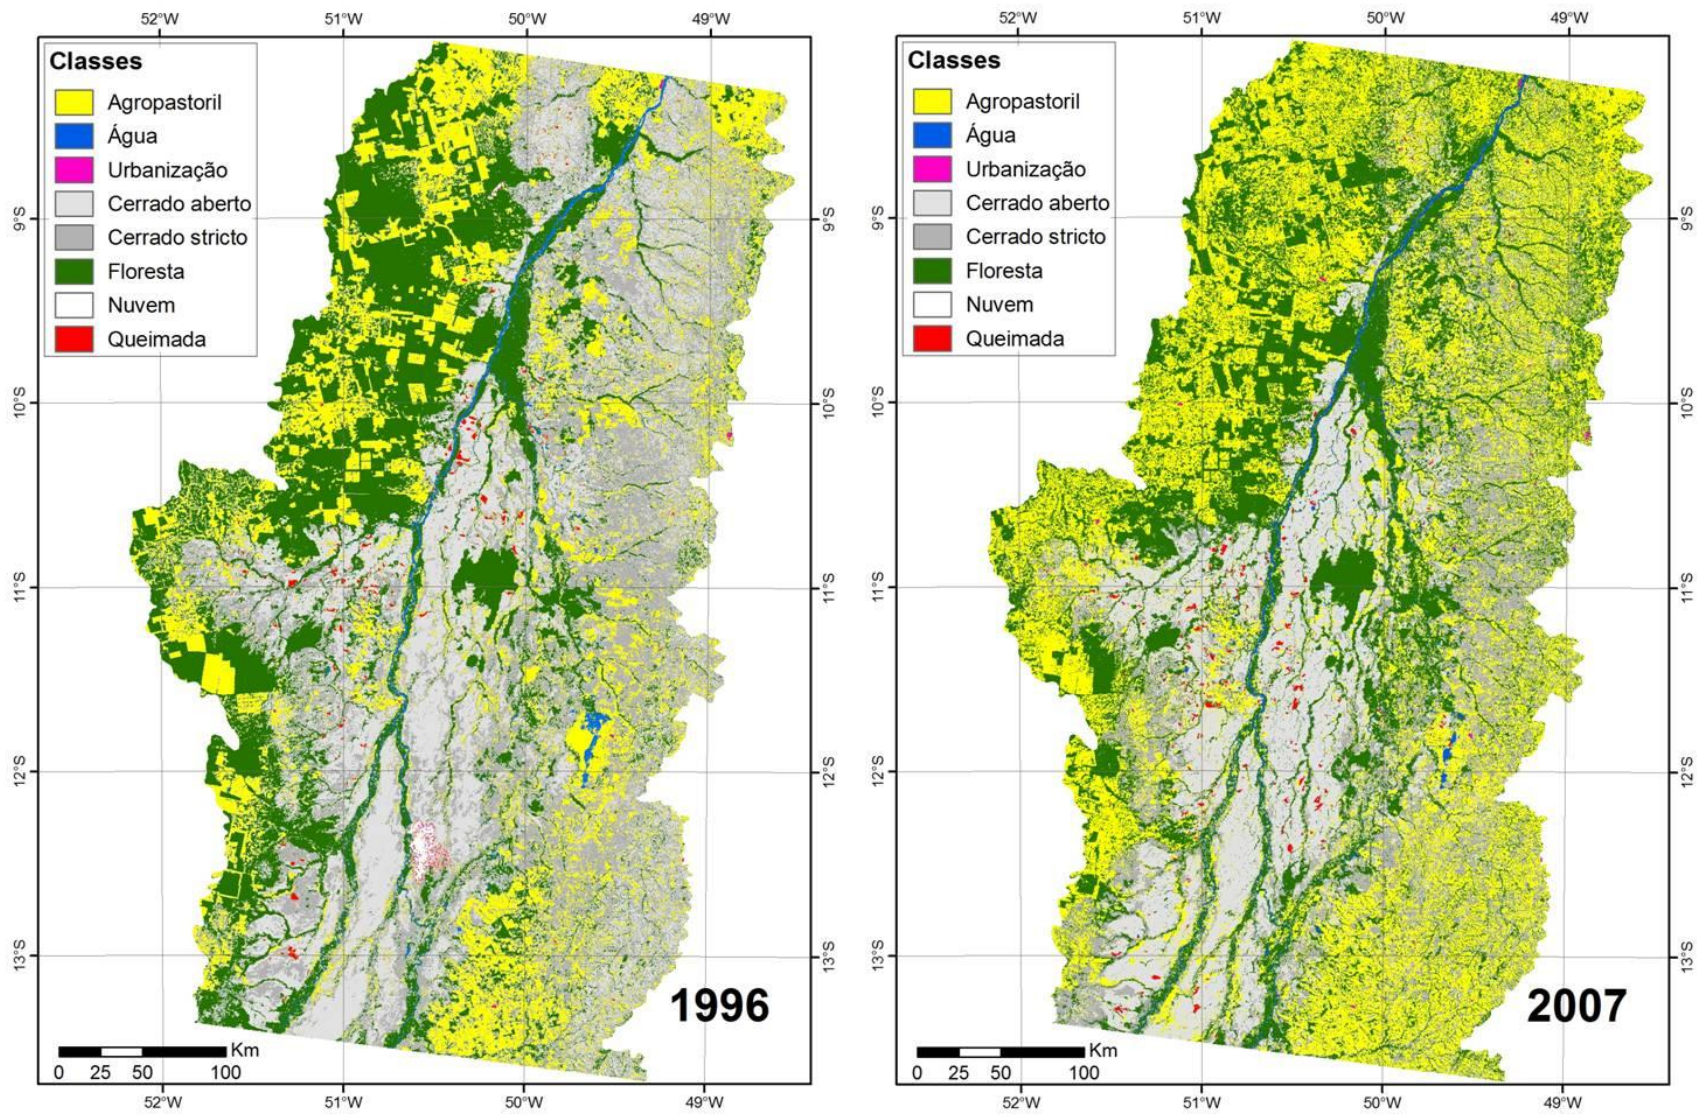 52°W 51°W 50°W 49°W
Classes
Agropastoril
Água
Urbanização
Cerrado aberto
Cerrado stricto
Floresta
Nuvem
Queimada
9°S 9°S
10°S 10°S
11°S 11°S
12°S 12°S
13°S 13°S
1996
Km
0 25 50 100
52°W 51°W 50°W 49°W
52°W 51°W 50°W 49°W
Classes
Agropastoril
Água
Urbanização
Cerrado aberto
Cerrado stricto
Floresta
Nuvem
Queimada
9°S 9°S
10°S 10°S
11°S 11°S
12°S 12°S
13°S 13°S
2007
Km
0 25 50 100
52°W 51°W 50°W 49°W